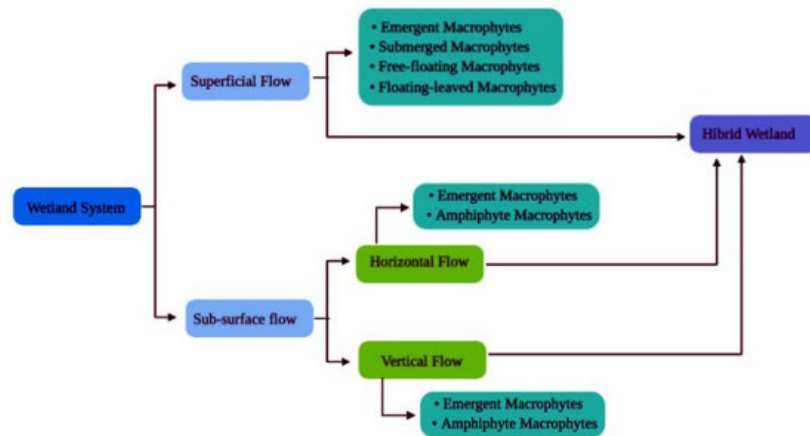 • Emergent Macrophytes
• Submerged Macrophytes
• Free-floating Macrophytes
• Floating-leaved Macrophytes
Superficial Flow
Hibrid Wetland
Wetland System
• Emergent Macrophytes
• Amphiphyte Macrophytes
Horizontal Flow
Sub-surface flow
Vertical Flow
• Emergent Macrophytes
• Amphiphyte Macrophytes